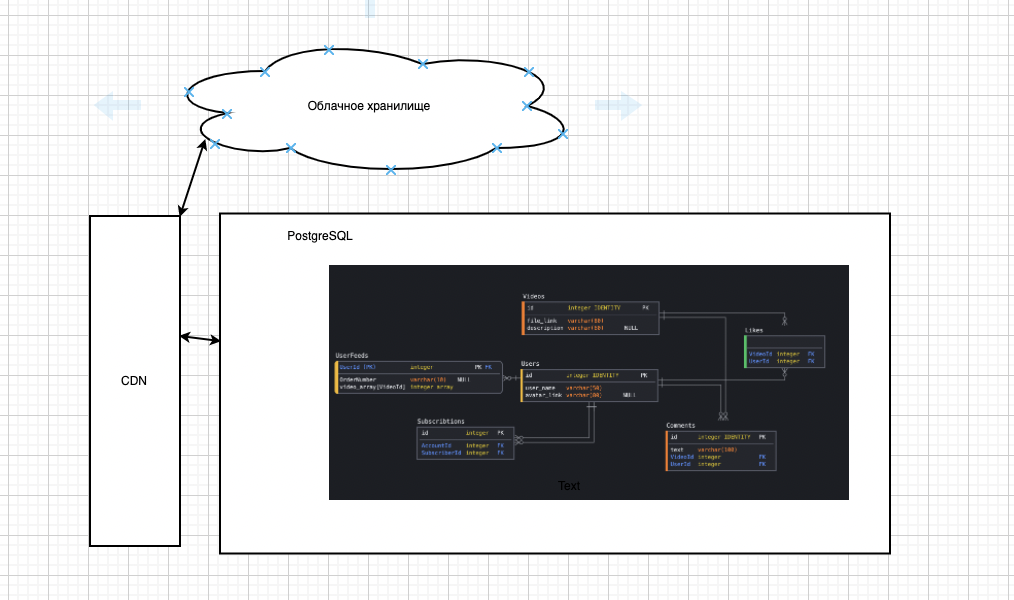 Облачное хранилище
CDN
PostgreSQL
Videos
id integer IDENTITY PK
file_link varchar(80)
description varchar(80) NULL
Likes
VideoId integer FK
UserId integer FK
UserFeeds
UserId (PK) integer PK FK
OrderNumber varchar(10) NULL
video_array[VideoId] integer array
Users
id integer IDENTITY PK
user_name varchar(50)
avatar_link varchar(80) NULL
Subscribtions
id integer PK
AccountId integer FK
SubscriberId integer FK
Comments
id integer IDENTITY PK
text varchar(300)
VideoId integer FK
UserId integer FK
Text